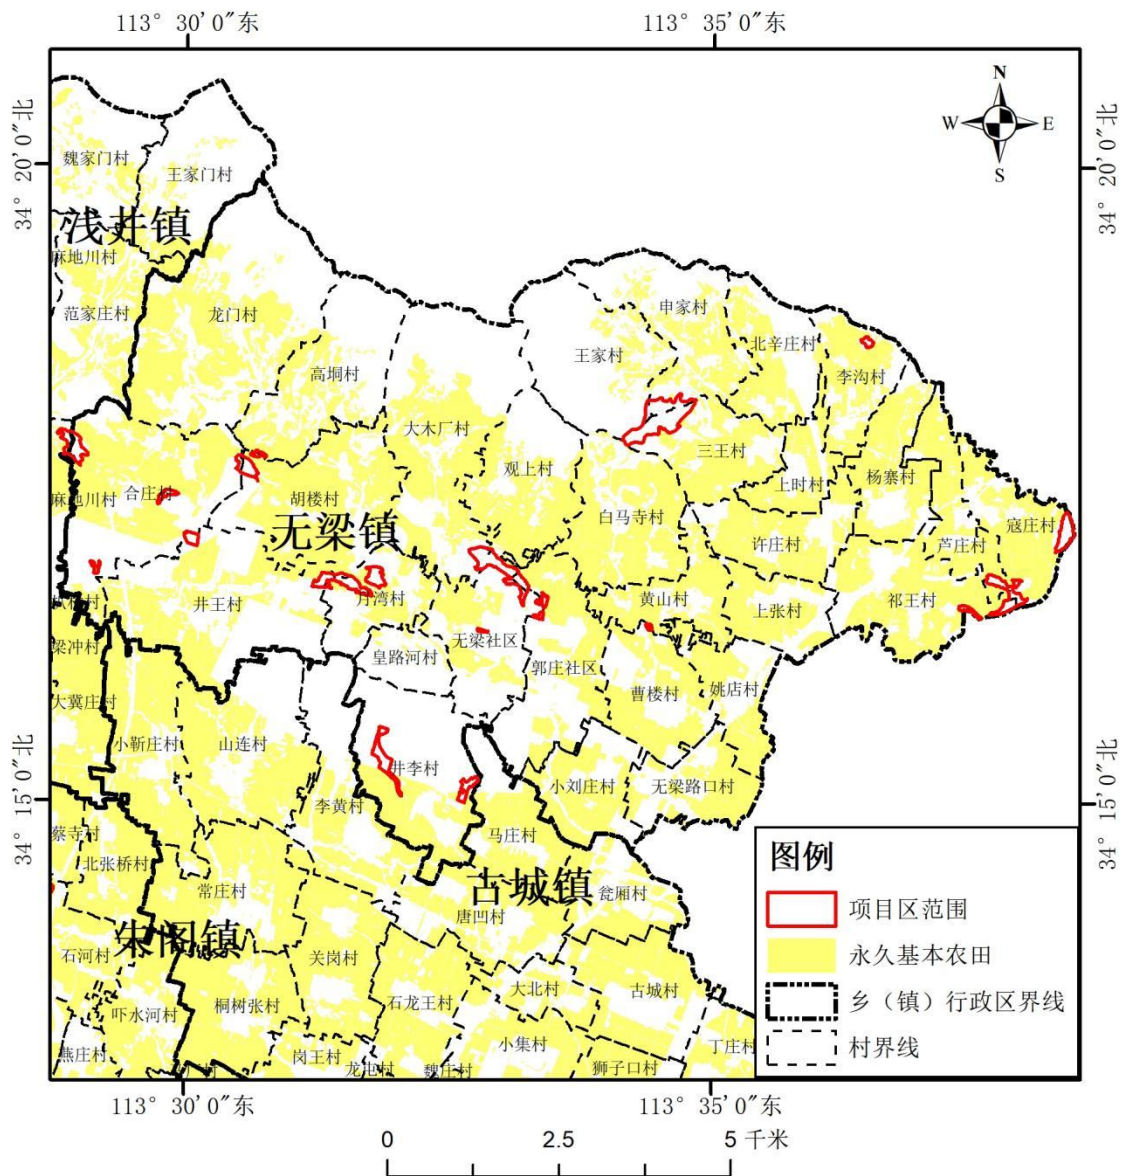 113° 30′0″东
113° 35′0″东
34° 20′0″北
34° 20′0″北
N
W
E
S
魏家门村
王家门村
浅井镇
麻地川村
范家庄村
龙门村
申家村
王家村
北辛庄村
李沟村
高垌村
大木厂村
观上村
三王村
上时村
杨寨村
麻地川村
合庄村
胡楼村
无梁镇
白马寺村
许庄村
芦庄村
寇庄村
井王村
月湾村
黄山村
上张村
祁王村
梁冲村
皇路河村
无梁社区
郭庄社区
大冀庄村
曹楼村
姚店村
小靳庄村
山连村
井李村
小刘庄村
无梁路口村
34° 15′0″北
34° 15′0″北
李黄村
蔡寺村
马庄村
北张桥村
常庄村
古城镇
瓮厢村
唐凹村
朱阁镇
石河村
关岗村
石龙王村
大北村
古城村
吓水河村
桐树张村
小集村
丁庄村
燕庄村
岗王村
龙屯村
魏庄村
狮子口村
图例
项目区范围
永久基本农田
乡（镇）行政区界线
村界线
113° 30′0″东
113° 35′0″东
0
2.5
5 千米